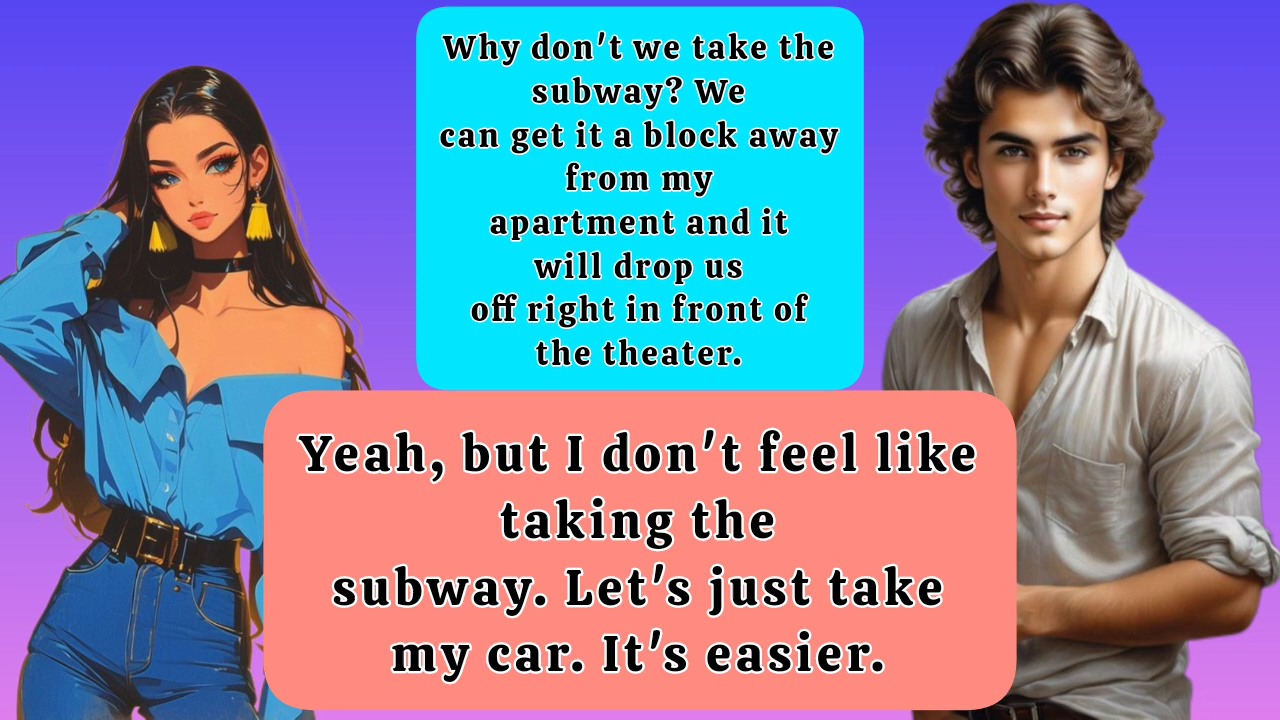 Why don't we take the
subway? We
can get it a block away
from my
apartment and it
will drop us
off right in front of
the theater.
Yeah, but I don't feel like
taking the
subway. Let's just take
my car. It's easier.